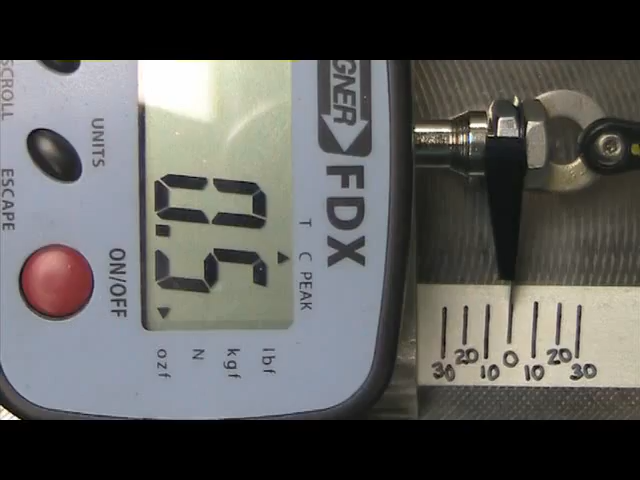 GNER
FDX
T C PEAK
0.5
lbf
kgf
N
ozf
SCROLL
UNITS
ESCAPE
ON/OFF
30 20 10 0 10 20 30